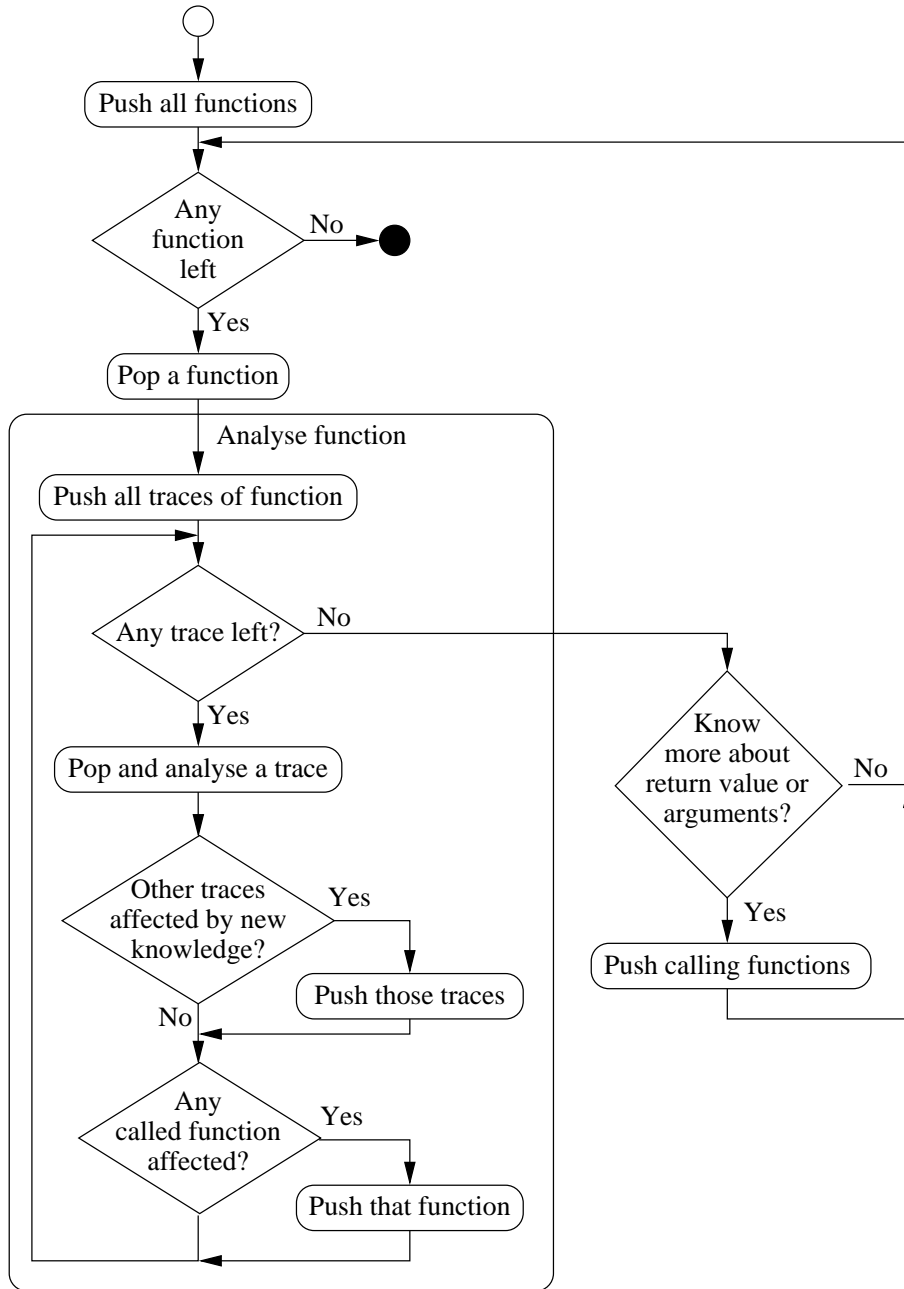 Push all functions
Any
function
left
No
Yes
Pop a function
Analyse function
Push all traces of function
Any trace left?
No
Yes
Pop and analyse a trace
Know
more about
return value or
arguments?
No
Yes
Push calling functions
Other traces
affected by new
knowledge?
Yes
Push those traces
No
Any
called function
affected?
Yes
Push that function